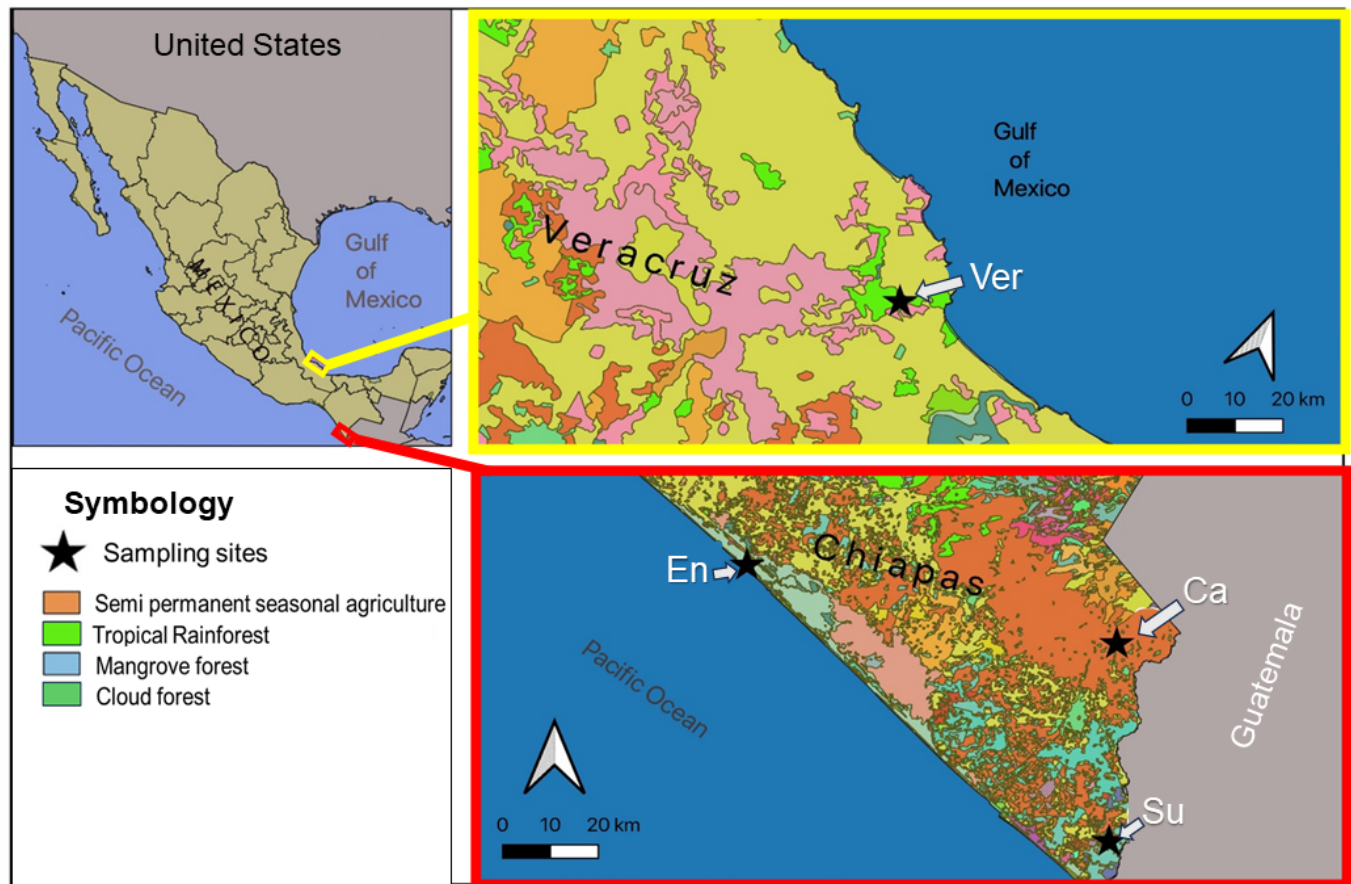 United States
Gulf
of
Mexico
MEXICO
Pacific Ocean
Gulf
of
Mexico
Veracruz
Ver
0 10 20 km
Symbology
Sampling sites
Semi permanent seasonal agriculture
Tropical Rainforest
Mangrove forest
Cloud forest
Chiapas
En
Ca
Pacific Ocean
Guatemala
Su
0 10 20 km